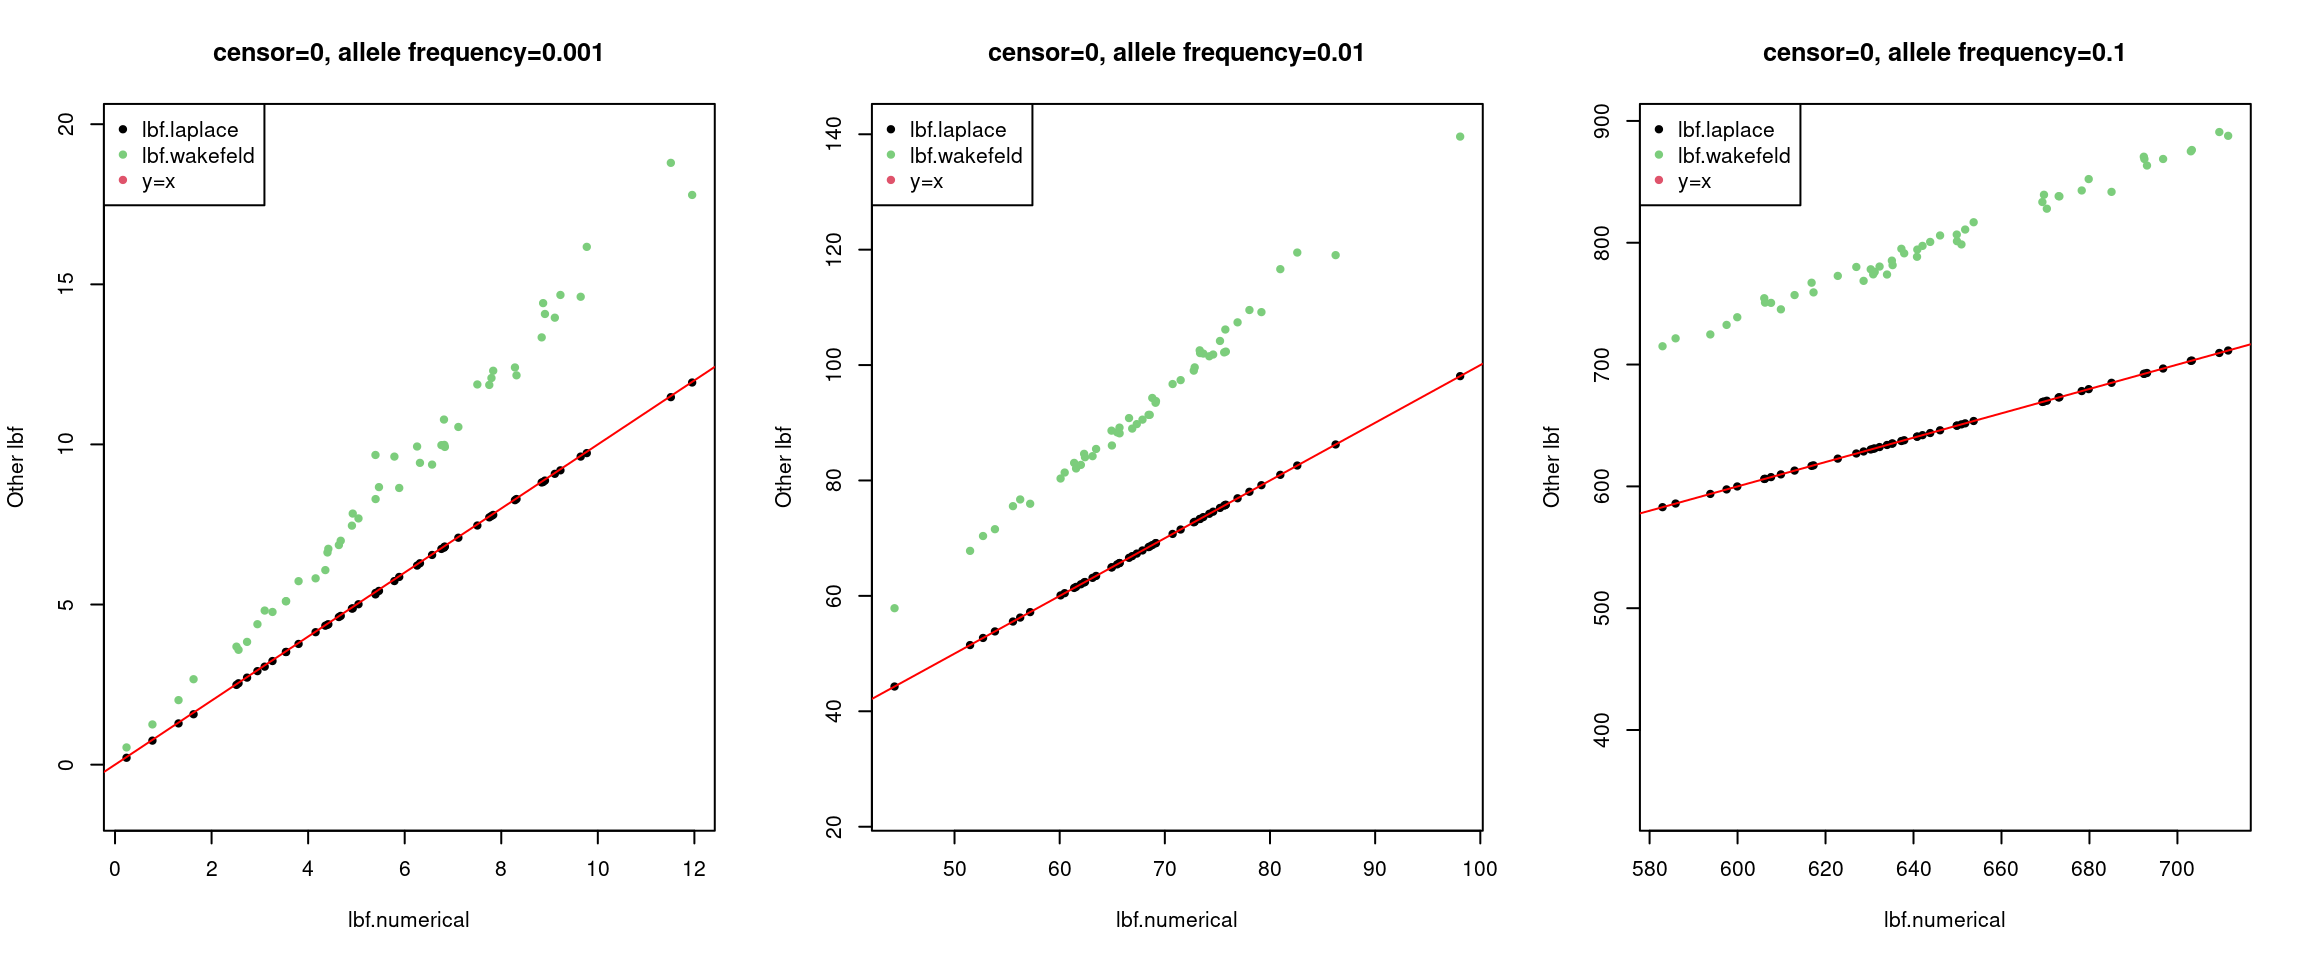 censor=0, allele frequency=0.001
lbf.laplace
lbf.wakefeld
y=x
20
15
10
5
0
Other lbf
0 2 4 6 8 10 12
lbf.numerical
censor=0, allele frequency=0.01
lbf.laplace
lbf.wakefeld
y=x
140
120
100
80
60
40
20
Other lbf
50 60 70 80 90 100
lbf.numerical
censor=0, allele frequency=0.1
lbf.laplace
lbf.wakefeld
y=x
900
800
700
600
500
400
Other lbf
580 600 620 640 660 680 700
lbf.numerical